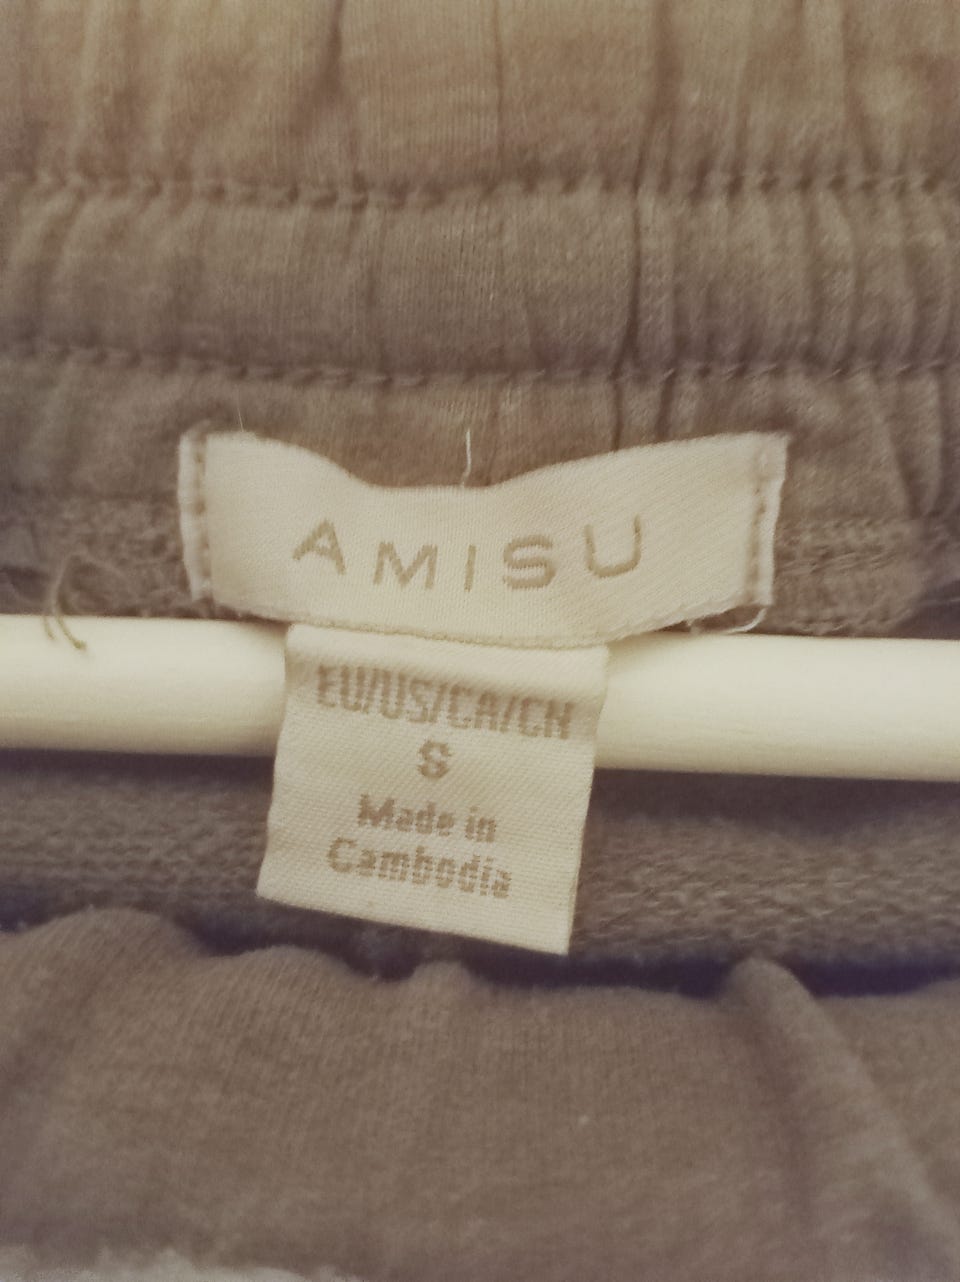 AMISU
EU/US/CA/CN
S
Made in
Cambodia